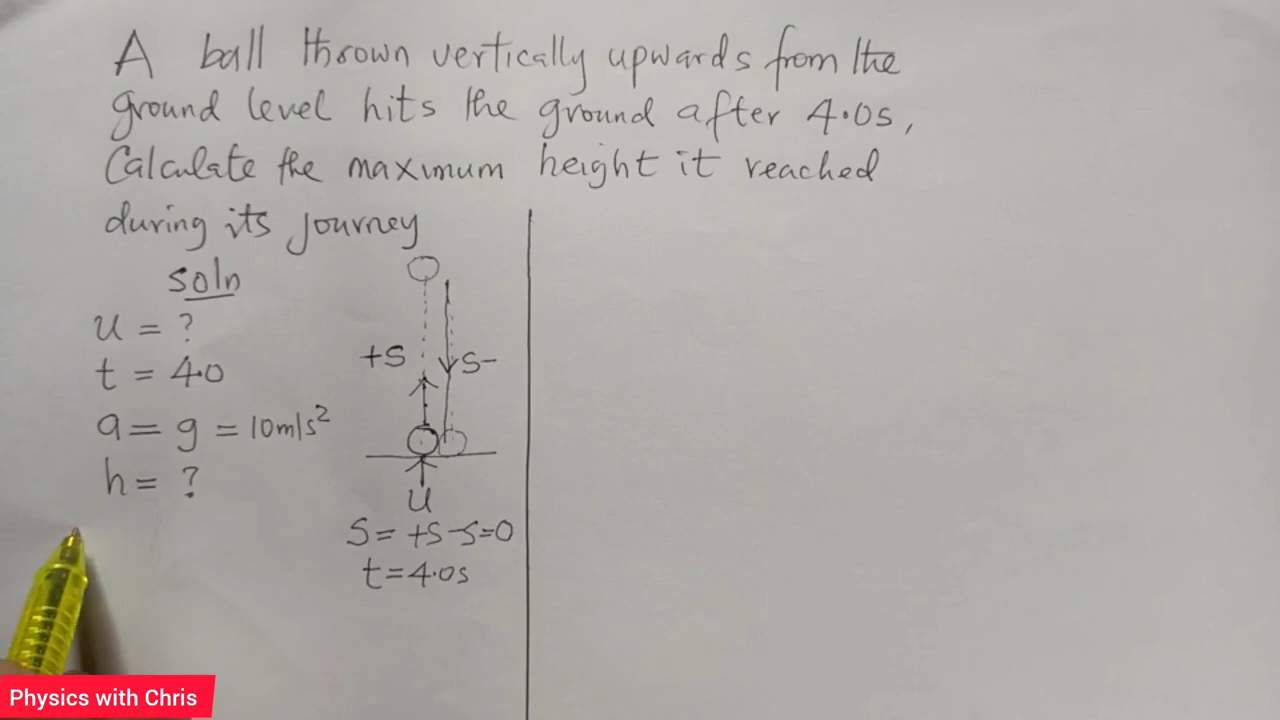 A ball thrown vertically upwards from the
ground level hits the ground after 4.0s,
Calculate the maximum height it reached
during its journey
soln
u = ?
t = 4.0
a = g = 10m/s²
h = ?
+S
S-
u
S = +S-S=0
t=4.0s
Physics with Chris